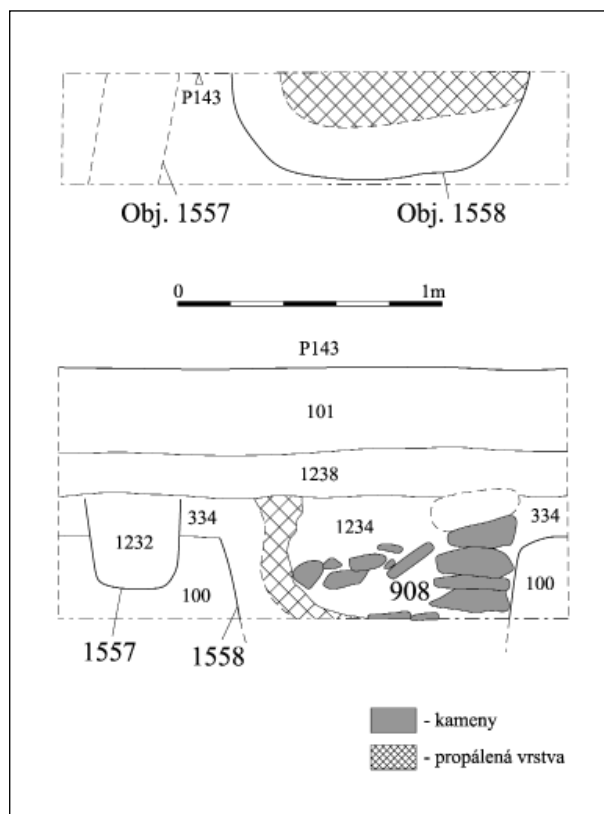 P143
Obj. 1557 Obj. 1558
0 1m
P143
101
1238
334 1234 334
1232
100 908 100
1557 1558
- kameny
- propálená vrstva